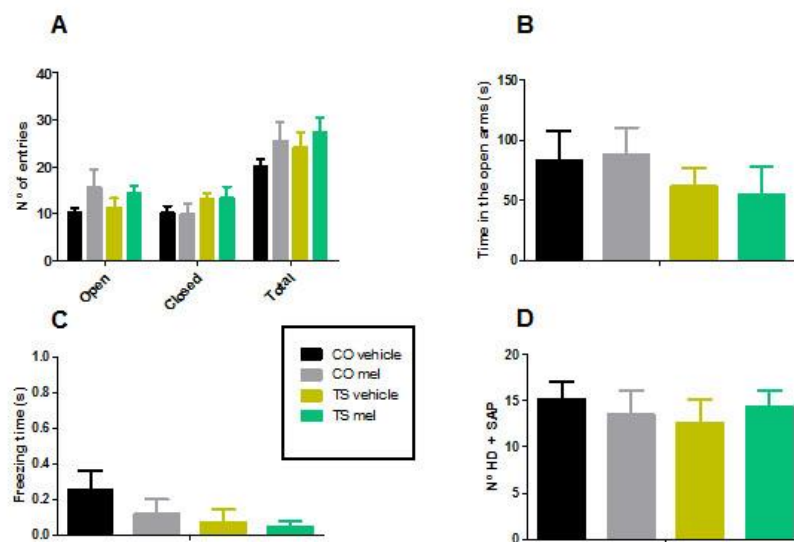 A
Nº of entries
40
30
20
10
0
Open
Closed
Total
B
Time in the open arms (s)
150
100
50
0
C
Freezing time (s)
1.0
0.8
0.6
0.4
0.2
0.0
CO vehicle
CO mel
TS vehicle
TS mel
D
Nº HD + SAP
20
15
10
5
0